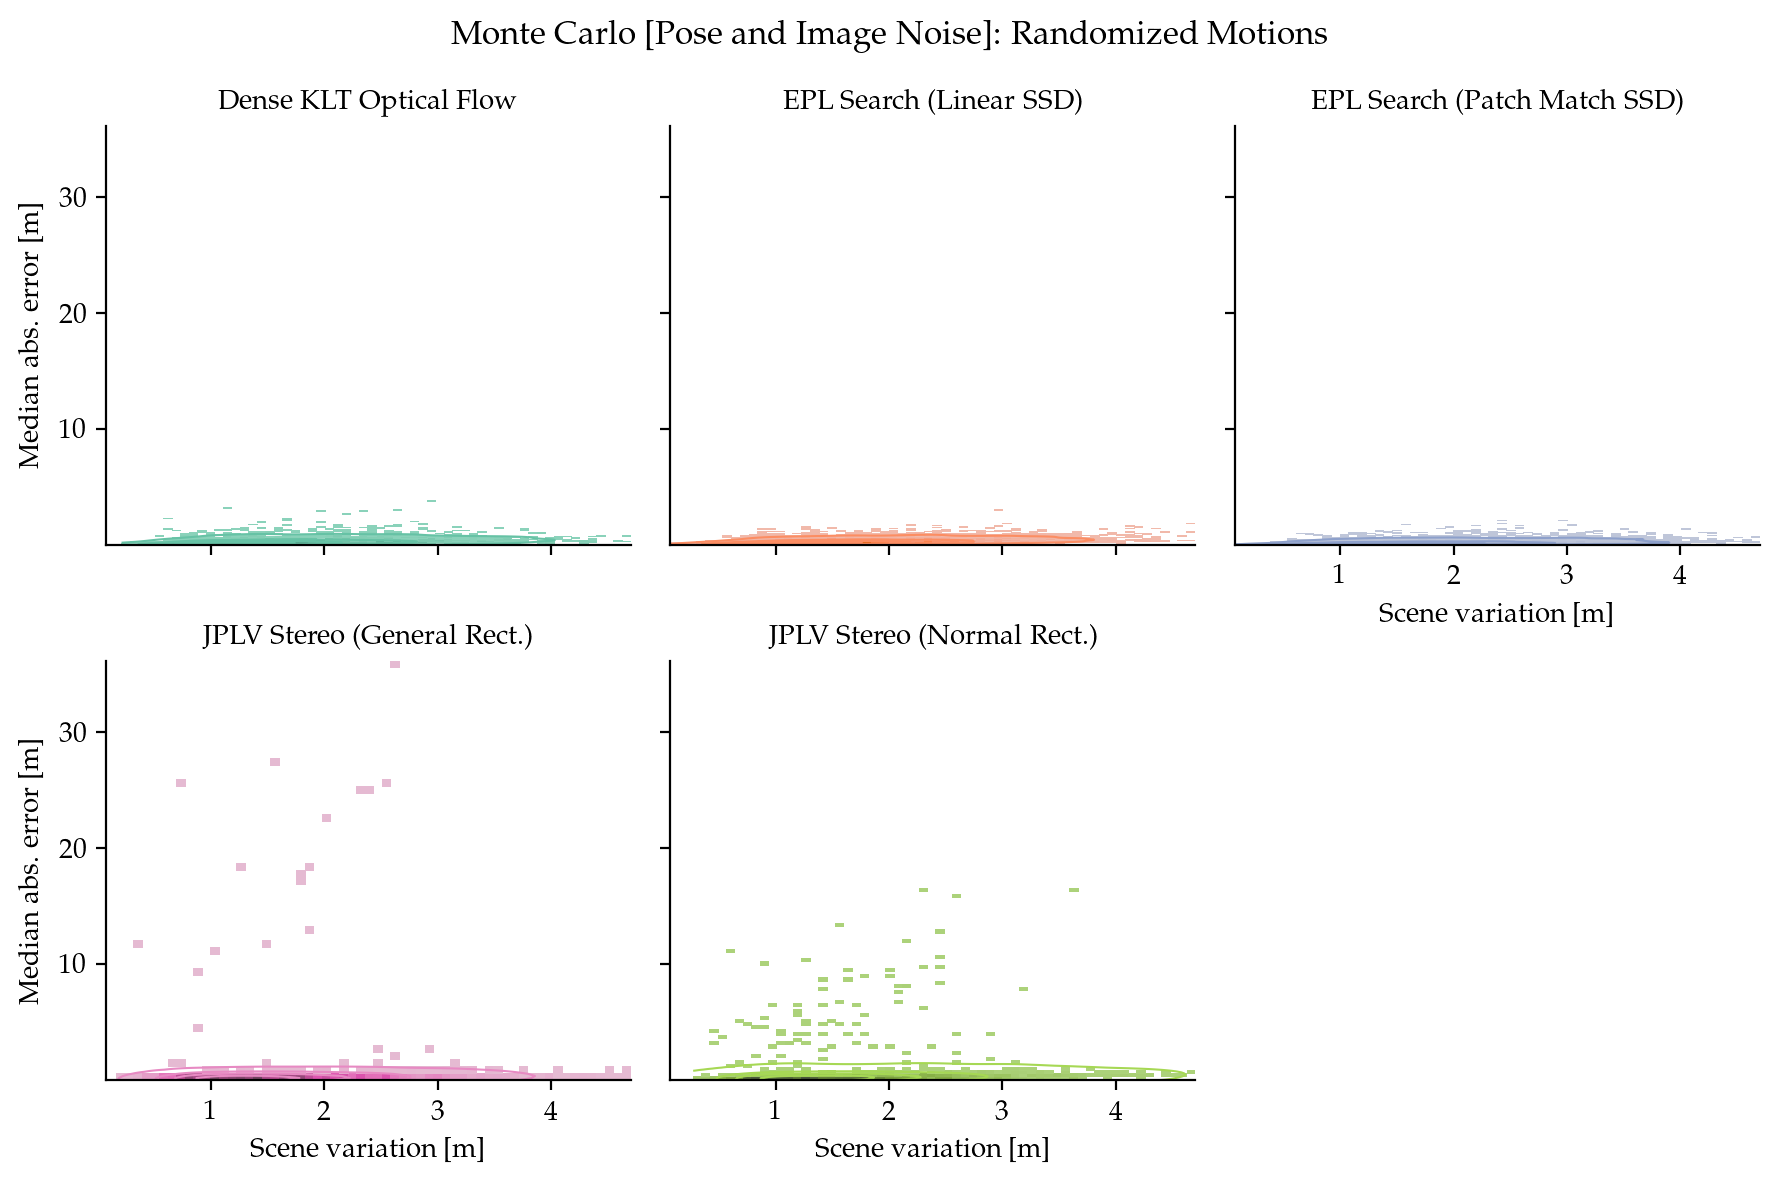 Monte Carlo [Pose and Image Noise]: Randomized Motions
Dense KLT Optical Flow
EPL Search (Linear SSD)
EPL Search (Patch Match SSD)
Median abs. error [m]
30
20
10
1 2 3 4
Scene variation [m]
JPLV Stereo (General Rect.)
JPLV Stereo (Normal Rect.)
Median abs. error [m]
30
20
10
1 2 3 4
Scene variation [m]
1 2 3 4
Scene variation [m]